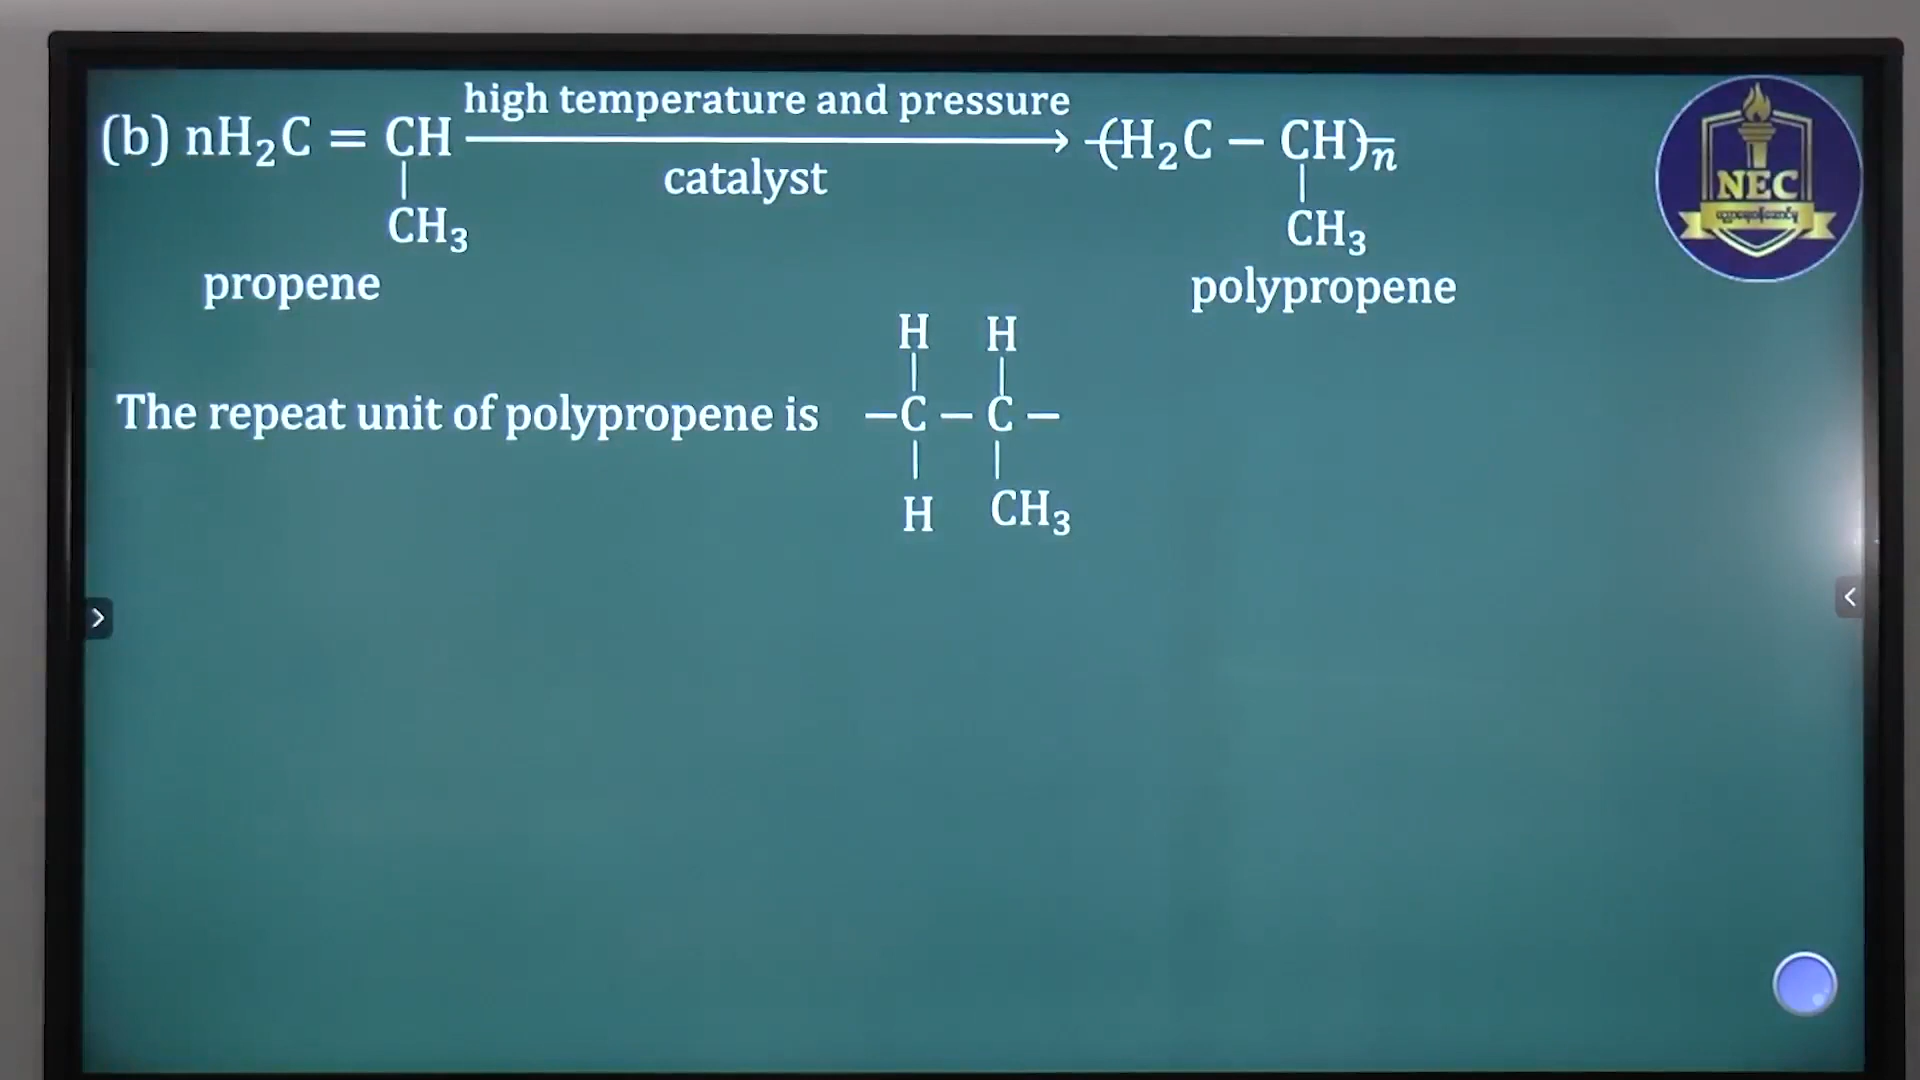 high temperature and pressure
(b) nH₂C = CH ⟶ –(H₂C – CH)–n
catalyst
| |
CH₃ CH₃
propene polypropene
H H
| |
The repeat unit of polypropene is –C – C –
| |
H CH₃
NEC